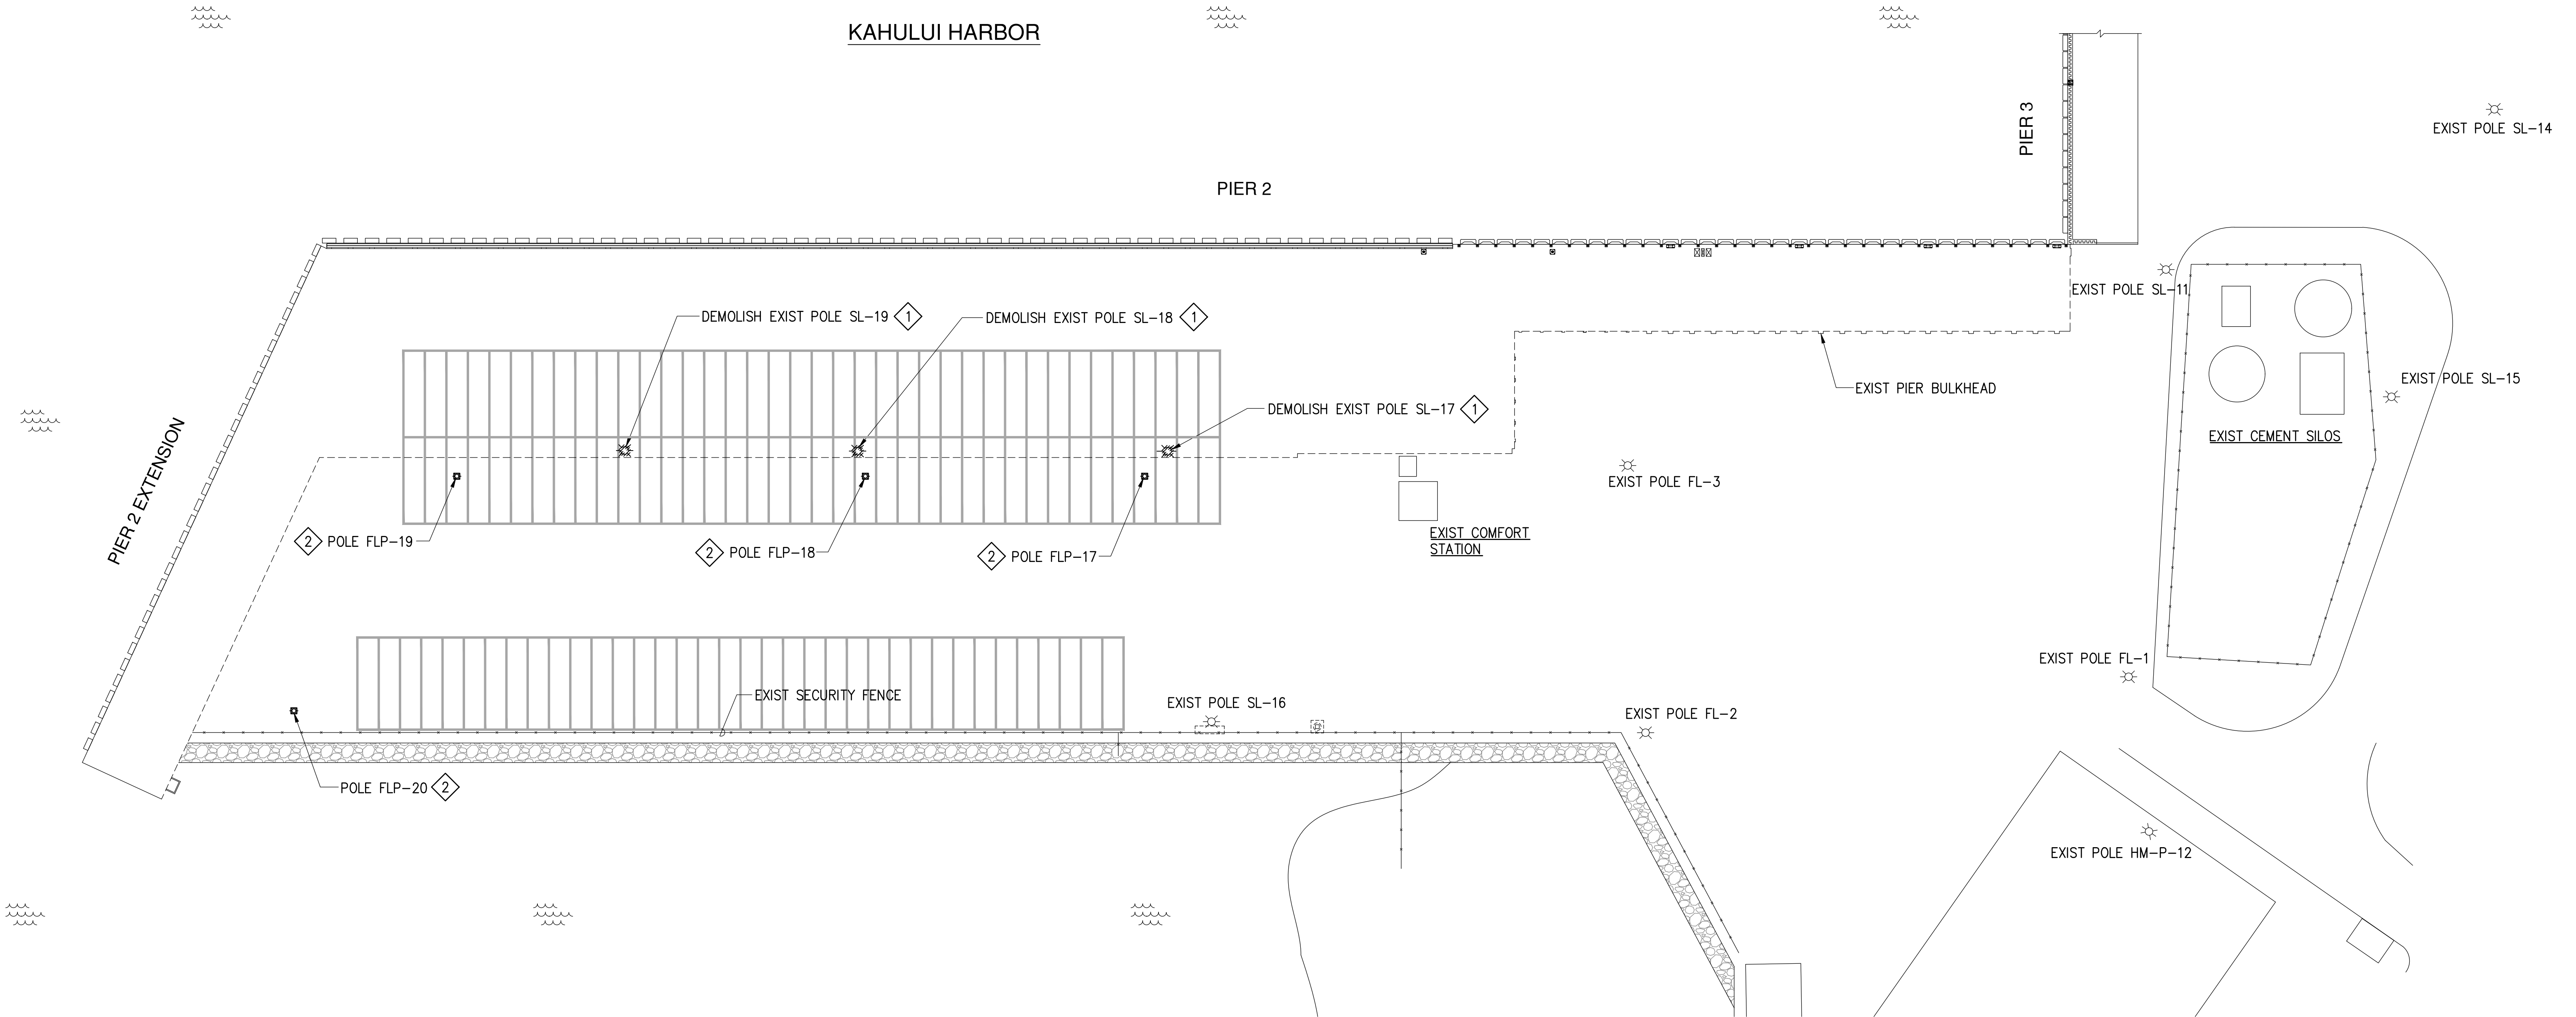 KAHULUI HARBOR
PIER 3
EXIST POLE SL-14
PIER 2
EXIST POLE SL-11
DEMOLISH EXIST POLE SL-19 1
DEMOLISH EXIST POLE SL-18 1
EXIST POLE SL-15
EXIST PIER BULKHEAD
DEMOLISH EXIST POLE SL-17 1
EXIST CEMENT SILOS
PIER 2 EXTENSION
EXIST POLE FL-3
EXIST COMFORT
STATION
2 POLE FLP-19
2 POLE FLP-18
2 POLE FLP-17
EXIST POLE FL-1
EXIST SECURITY FENCE
EXIST POLE SL-16
EXIST POLE FL-2
POLE FLP-20 2
EXIST POLE HM-P-12